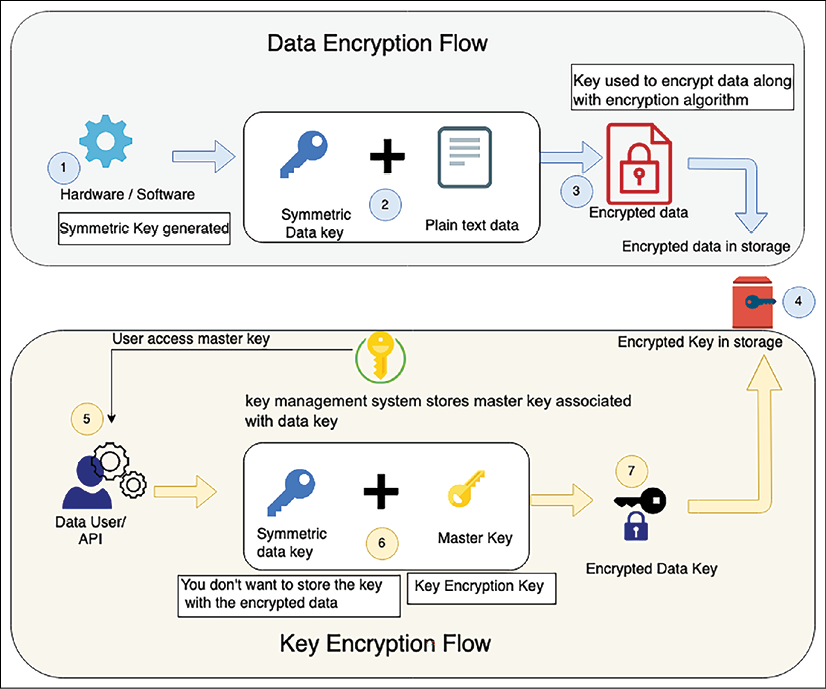 Data Encryption Flow
Key used to encrypt data along
with encryption algorithm
1
Hardware / Software
Symmetric Key generated
Symmetric
Data key
2
Plain text data
3
Encrypted data
Encrypted data in storage
4
Encrypted Key in storage
User access master key
key management system stores master key associated
with data key
5
Data User/
API
Symmetric
data key
6
Master Key
7
Encrypted Data Key
You don't want to store the key
with the encrypted data
Key Encryption Key
Key Encryption Flow